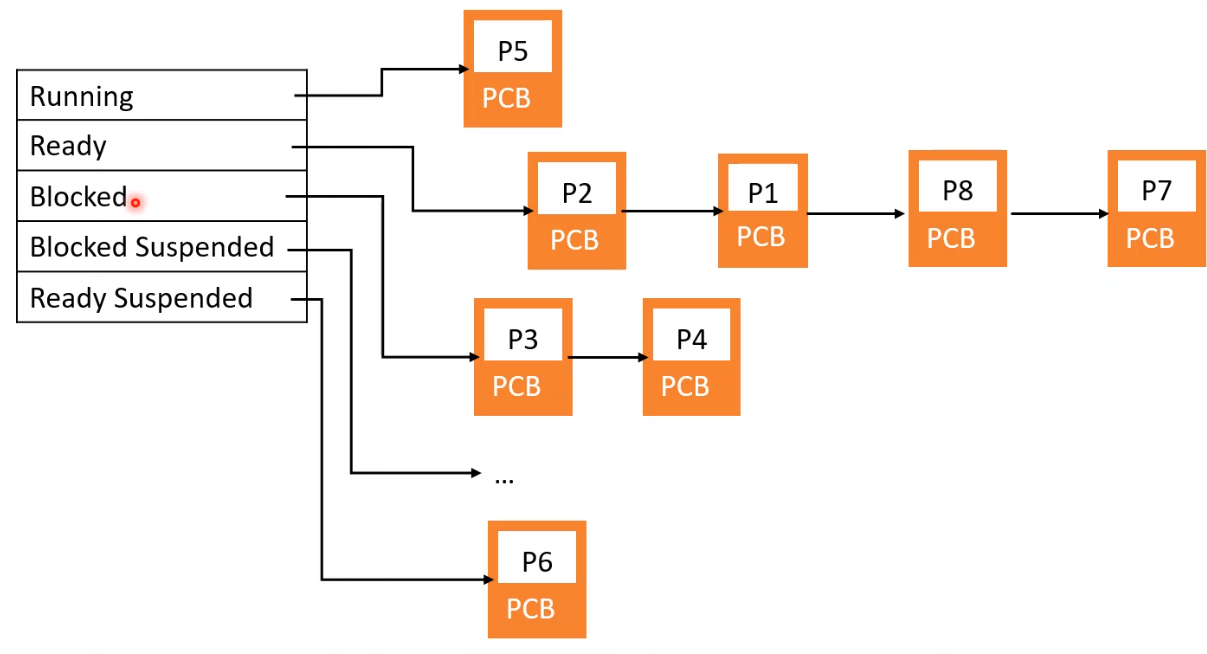 P5
PCB
Running
Ready
Blocked
Blocked Suspended
Ready Suspended
P2
PCB
P1
PCB
P8
PCB
P7
PCB
P3
PCB
P4
PCB
...
P6
PCB